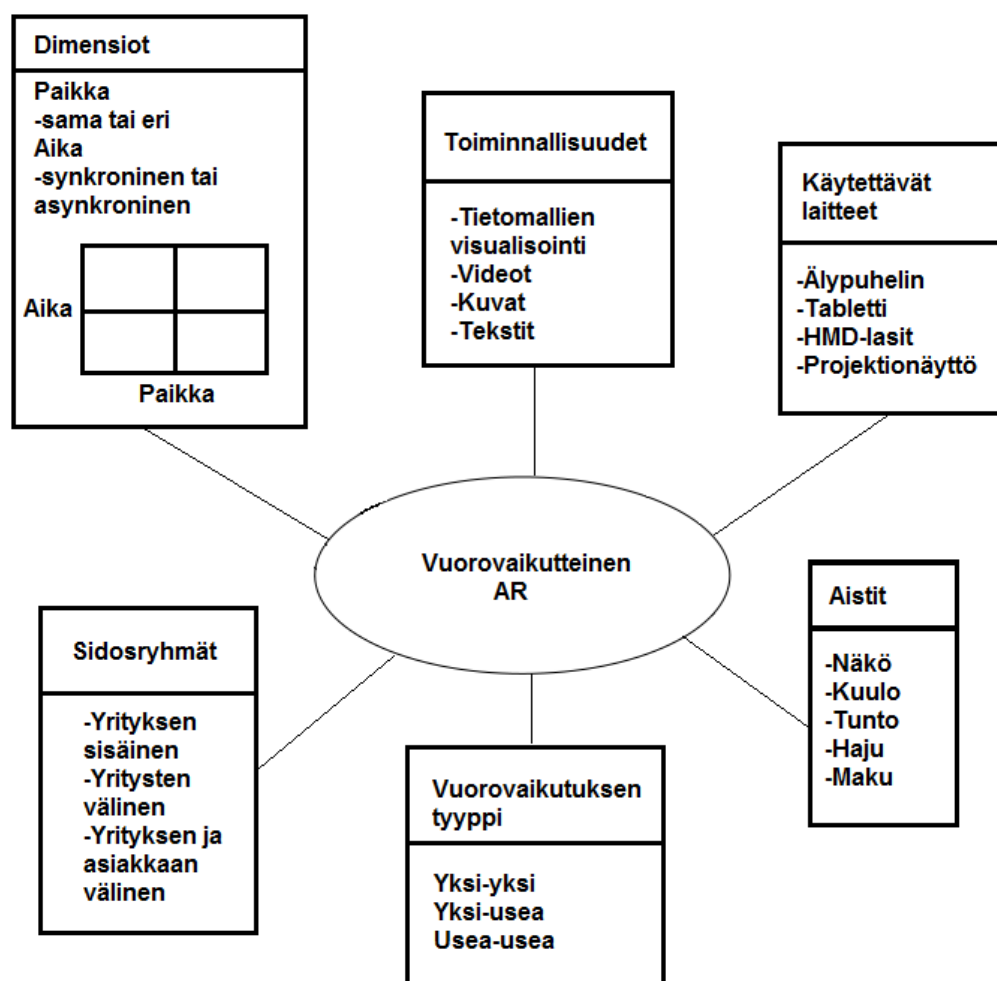 Dimensiot
Paikka
-sama tai eri
Aika
-synkroninen tai
asynkroninen
Aika
Paikka
Toiminnallisuudet
-Tietomallien
visualisointi
-Videot
-Kuvat
-Tekstit
Käytettävät
laitteet
-Älypuhelin
-Tabletti
-HMD-lasit
-Projektionäyttö
Vuorovaikutteinen
AR
Sidosryhmät
-Yrityksen
sisäinen
-Yritysten
välinen
-Yrityksen ja
asiakkaan
välinen
Vuorovaikutuksen
tyyppi
Yksi-yksi
Yksi-usea
Usea-usea
Aistit
-Näkö
-Kuulo
-Tunto
-Haju
-Maku